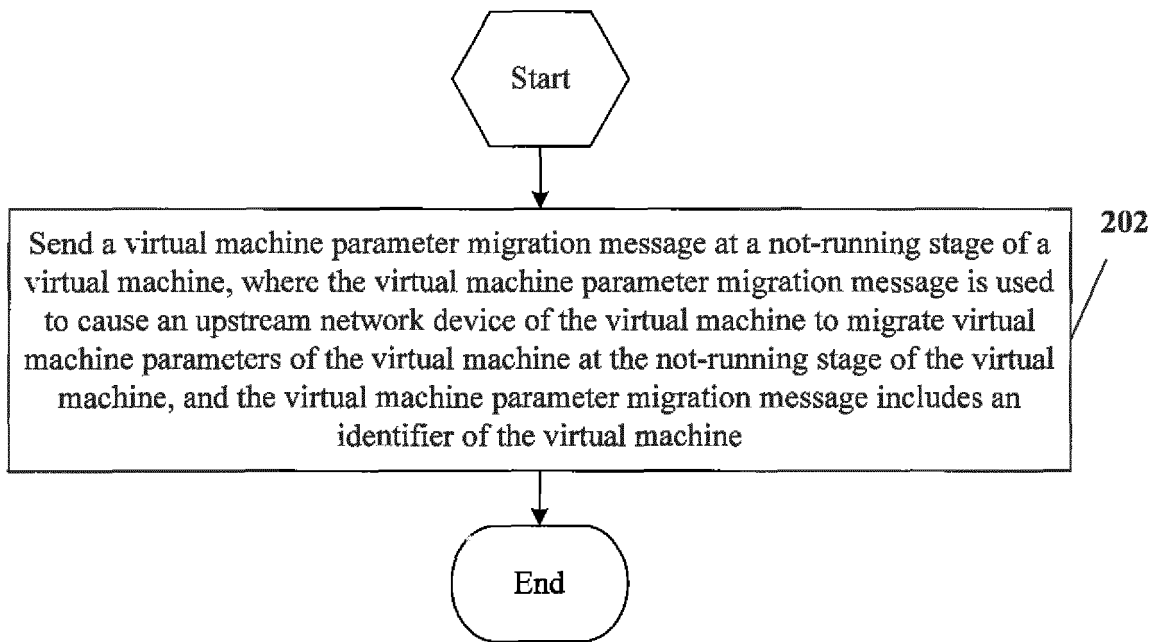 Start
Send a virtual machine parameter migration message at a not-running stage of a
virtual machine, where the virtual machine parameter migration message is used
to cause an upstream network device of the virtual machine to migrate virtual
machine parameters of the virtual machine at the not-running stage of the virtual
machine, and the virtual machine parameter migration message includes an
identifier of the virtual machine
202
End